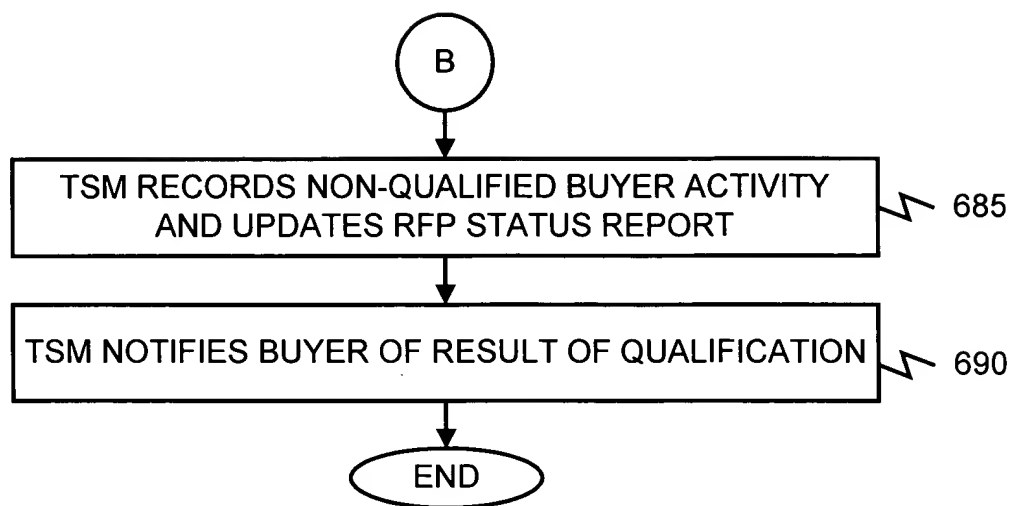 B
TSM RECORDS NON-QUALIFIED BUYER ACTIVITY
AND UPDATES RFP STATUS REPORT
685
TSM NOTIFIES BUYER OF RESULT OF QUALIFICATION
690
END